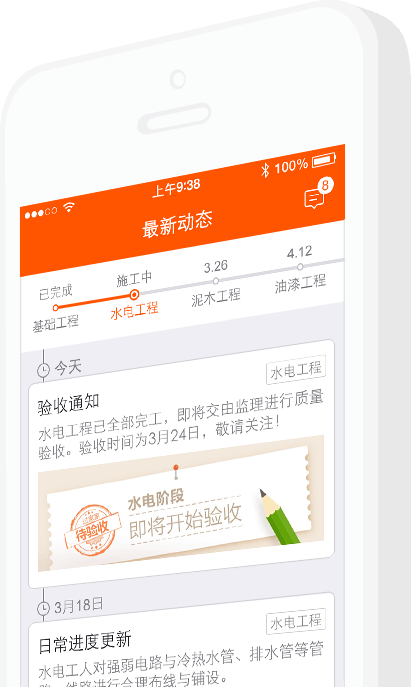 上午9:38 100%
最新动态 8
已完成 施工中 3.26 4.12
基础工程 水电工程 泥木工程 油漆工程
今天
验收通知 水电工程
水电工程已全部完工，即将交由监理进行质量
验收。验收时间为3月24日，敬请关注！
水电阶段
待验收 即将开始验收
3月18日
日常进度更新 水电工程
水电工人对强弱电路与冷热水管、排水管等管
路、线路进行合理布线与铺设。